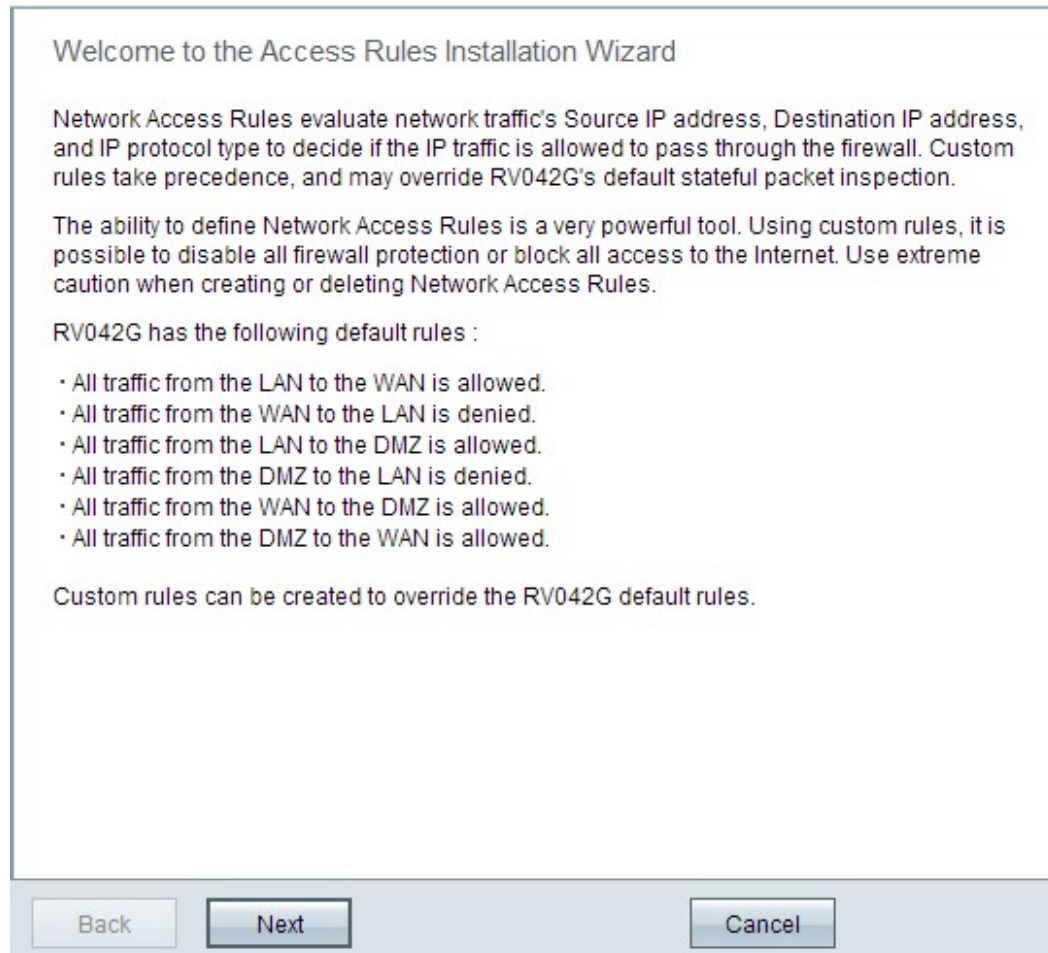 Welcome to the Access Rules Installation Wizard
Network Access Rules evaluate network traffic's Source IP address, Destination IP address,
and IP protocol type to decide if the IP traffic is allowed to pass through the firewall. Custom
rules take precedence, and may override RV042G's default stateful packet inspection.
The ability to define Network Access Rules is a very powerful tool. Using custom rules, it is
possible to disable all firewall protection or block all access to the Internet. Use extreme
caution when creating or deleting Network Access Rules.
RV042G has the following default rules :
· All traffic from the LAN to the WAN is allowed.
· All traffic from the WAN to the LAN is denied.
· All traffic from the LAN to the DMZ is allowed.
· All traffic from the DMZ to the LAN is denied.
· All traffic from the WAN to the DMZ is allowed.
· All traffic from the DMZ to the WAN is allowed.
Custom rules can be created to override the RV042G default rules.
Back Next Cancel